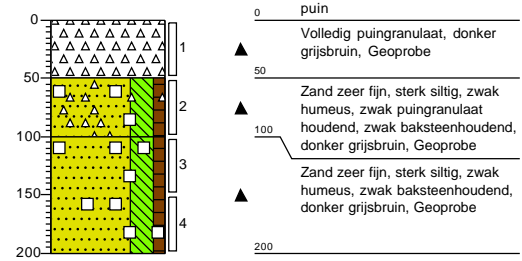 0
50
100
150
200
1
2
3
4
0
puin
Volledig puingranulaat, donker
grijsbruin, Geoprobe
50
Zand zeer fijn, sterk siltig, zwak
humeus, zwak puingranulaat
houdend, zwak baksteenhoudend,
donker grijsbruin, Geoprobe
100
Zand zeer fijn, sterk siltig, zwak
humeus, zwak baksteenhoudend,
donker grijsbruin, Geoprobe
200